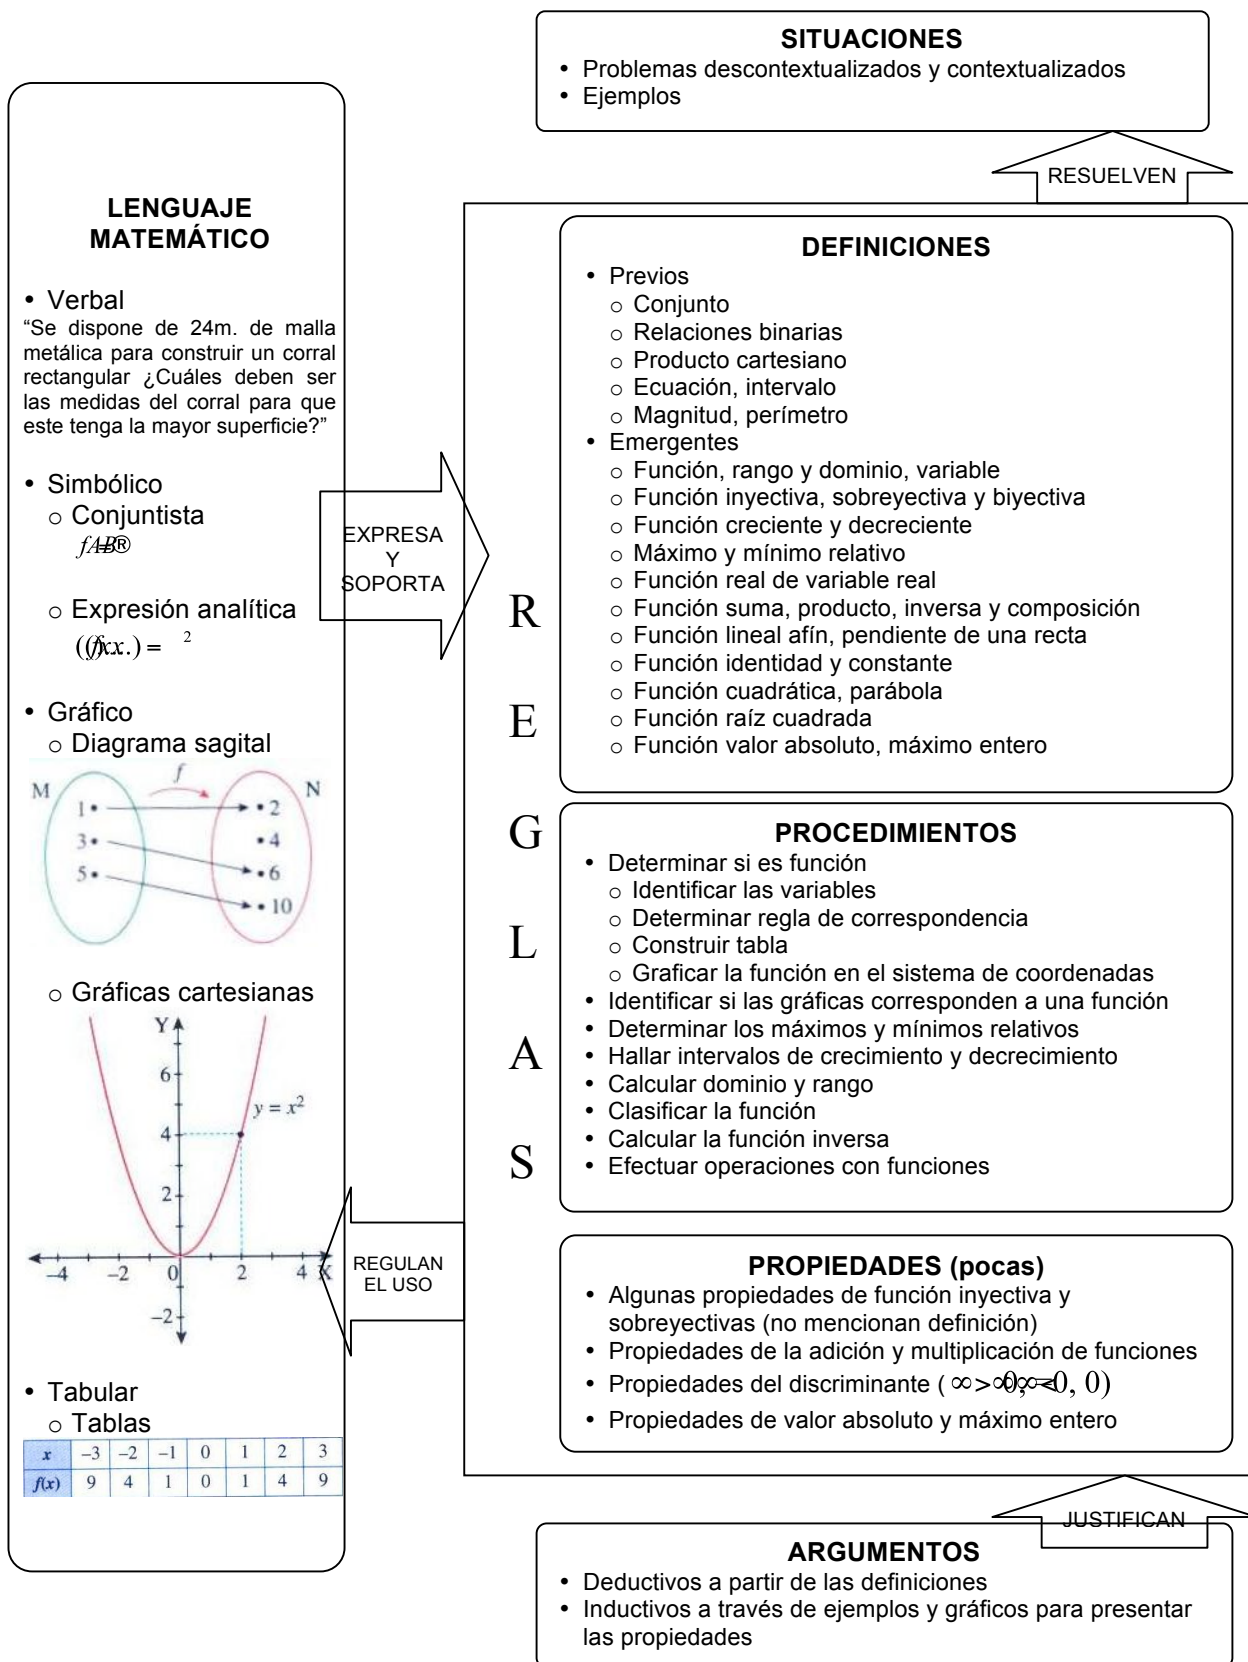 SITUACIONES
• Problemas descontextualizados y contextualizados
• Ejemplos
RESUELVEN
LENGUAJE
MATEMÁTICO
• Verbal
“Se dispone de 24m. de malla
metálica para construir un corral
rectangular ¿Cuáles deben ser
las medidas del corral para que
este tenga la mayor superficie?”
• Simbólico
o Conjuntista
o Expresión analítica
• Gráfico
o Diagrama sagital
M f N
1 • • 2
3 • • 4
5 • • 6
• 10
o Gráficas cartesianas
Y
6
y = x²
4
2
–4 –2 0 2 4 X
–2
• Tabular
o Tablas
x –3 –2 –1 0 1 2 3
f(x) 9 4 1 0 1 4 9
EXPRESA
Y
SOPORTA
REGULAN
EL USO
R
E
G
L
A
S
DEFINICIONES
• Previos
o Conjunto
o Relaciones binarias
o Producto cartesiano
o Ecuación, intervalo
o Magnitud, perímetro
• Emergentes
o Función, rango y dominio, variable
o Función inyectiva, sobreyectiva y biyectiva
o Función creciente y decreciente
o Máximo y mínimo relativo
o Función real de variable real
o Función suma, producto, inversa y composición
o Función lineal afín, pendiente de una recta
o Función identidad y constante
o Función cuadrática, parábola
o Función raíz cuadrada
o Función valor absoluto, máximo entero
PROCEDIMIENTOS
• Determinar si es función
o Identificar las variables
o Determinar regla de correspondencia
o Construir tabla
o Graficar la función en el sistema de coordenadas
• Identificar si las gráficas corresponden a una función
• Determinar los máximos y mínimos relativos
• Hallar intervalos de crecimiento y decrecimiento
• Calcular dominio y rango
• Clasificar la función
• Calcular la función inversa
• Efectuar operaciones con funciones
PROPIEDADES (pocas)
• Algunas propiedades de función inyectiva y
sobreyectivas (no mencionan definición)
• Propiedades de la adición y multiplicación de funciones
• Propiedades del discriminante (
• Propiedades de valor absoluto y máximo entero
JUSTIFICAN
ARGUMENTOS
• Deductivos a partir de las definiciones
• Inductivos a través de ejemplos y gráficos para presentar
las propiedades